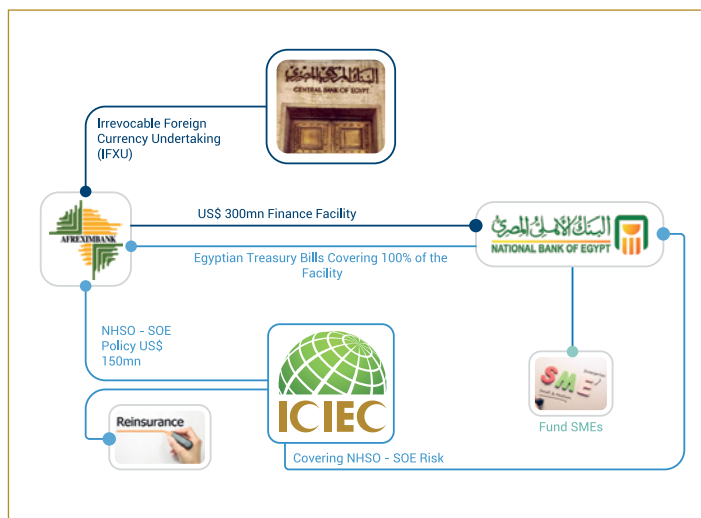 البنك المركزي المصري
CENTRAL BANK OF EGYPT
Irrevocable Foreign
Currency Undertaking
(IFXU)
AFREXIMBANK
US$ 300mn Finance Facility
البنك الأهلي المصري
NATIONAL BANK OF EGYPT
Egyptian Treasury Bills Covering 100% of the
Facility
NHSO - SOE
Policy US$
150mn
ICIEC
Reinsurance
SME
Fund SMEs
Covering NHSO - SOE Risk